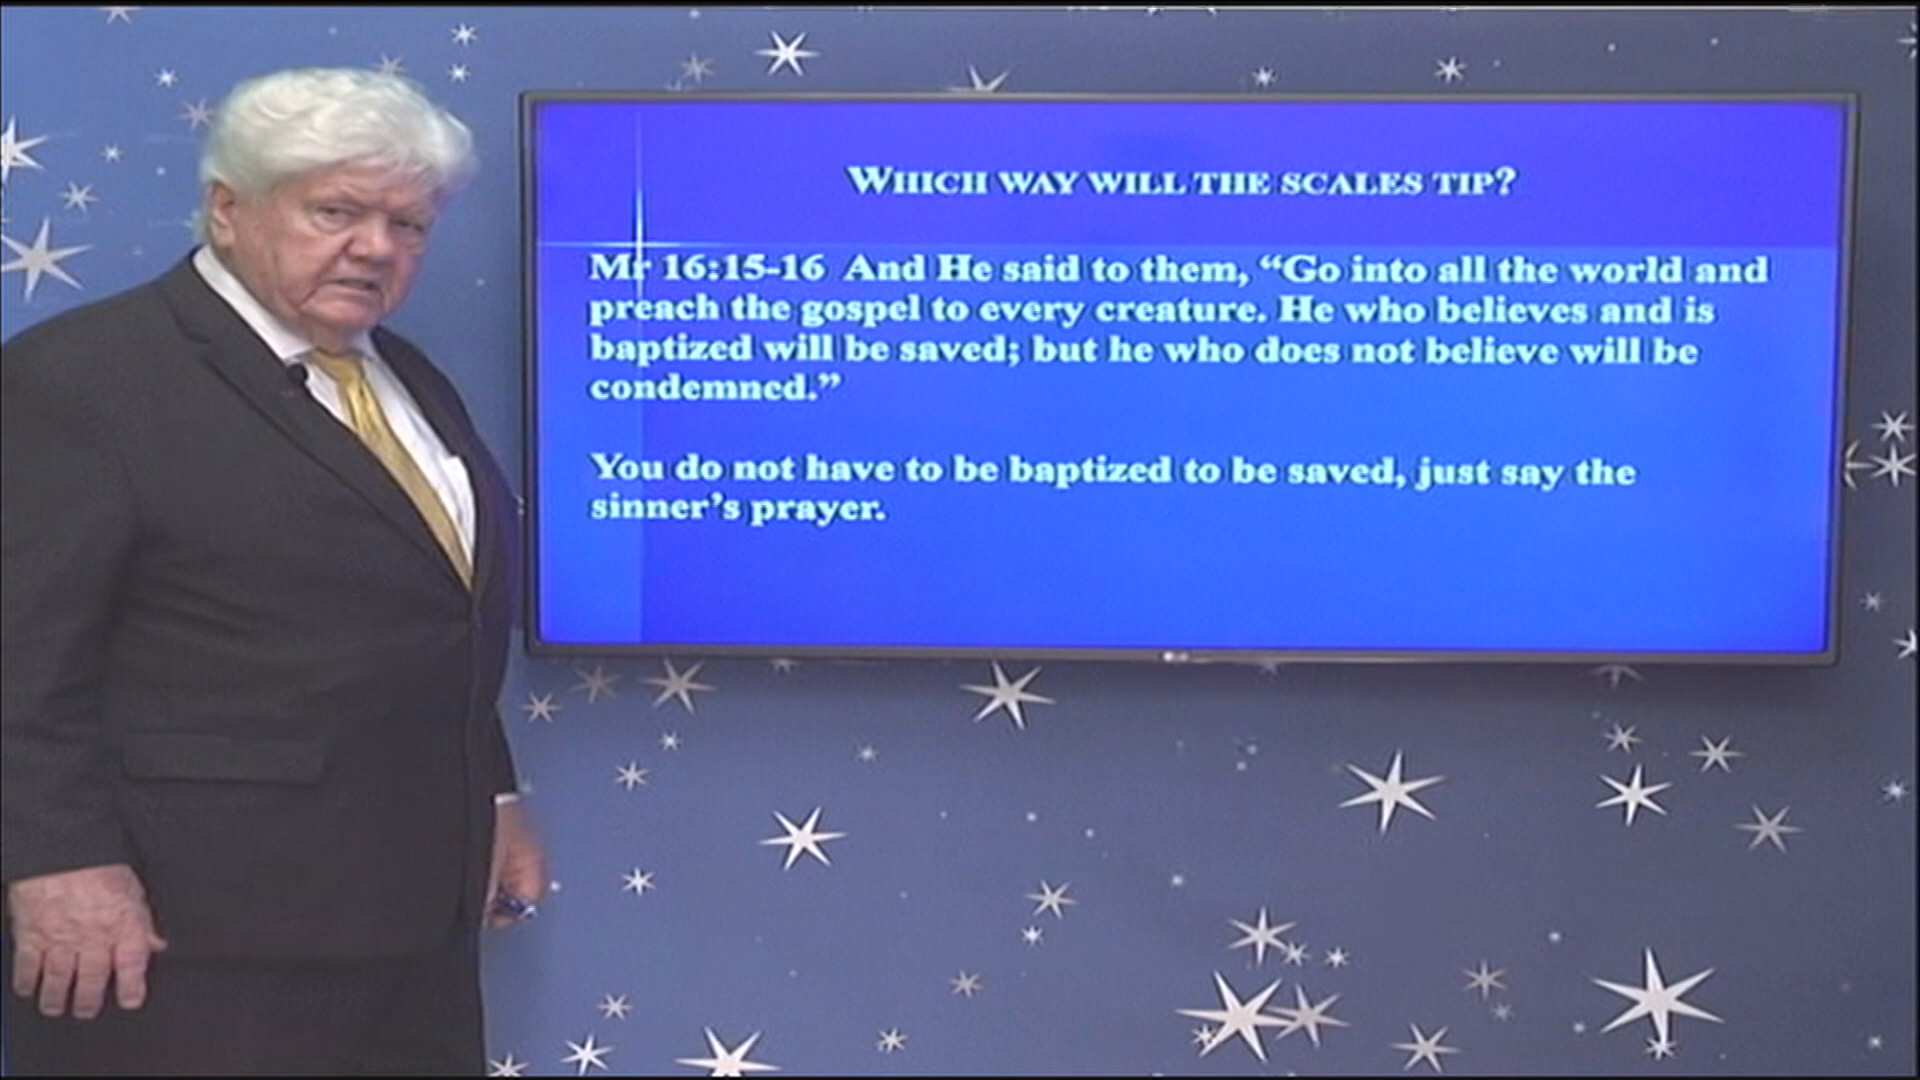 WHICH WAY WILL THE SCALES TIP?
Mr 16:15-16 And He said to them, “Go into all the world and
preach the gospel to every creature. He who believes and is
baptized will be saved; but he who does not believe will be
condemned.”
You do not have to be baptized to be saved, just say the
sinner’s prayer.